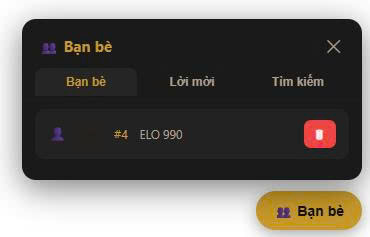 Bạn bè
Bạn bè Lời mời Tìm kiếm
#4 ELO 990
Bạn bè